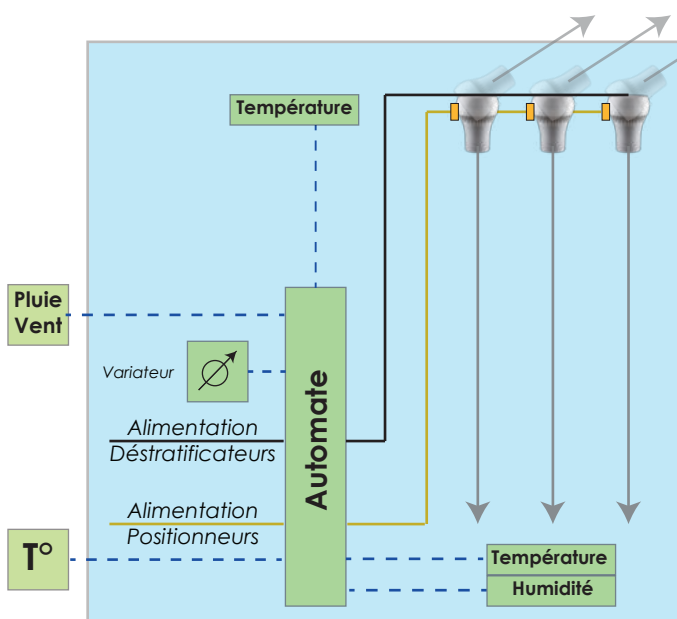 Température
Pluie
Vent
Variateur
Automate
Alimentation
Déstratificateurs
Alimentation
Positionneurs
T°
Température
Humidité